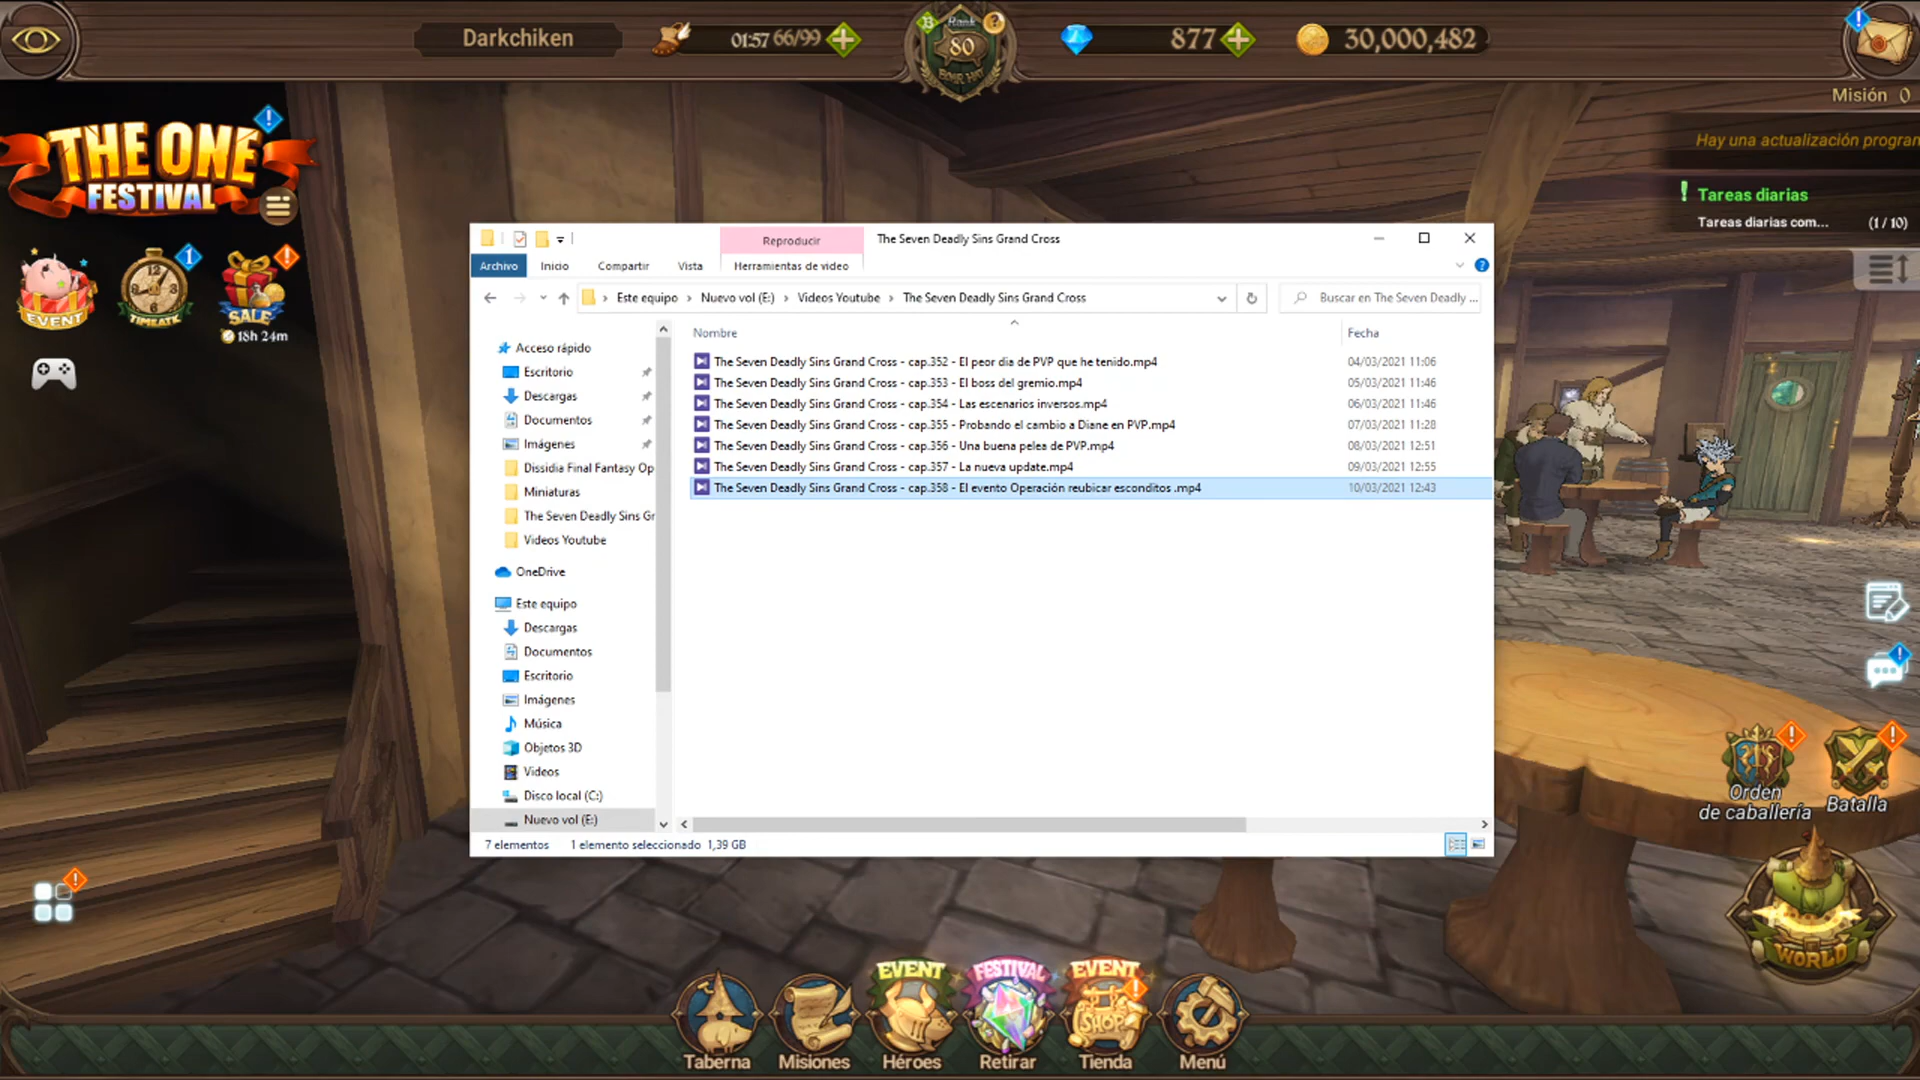 Darkchiken
01:57 66/99
B
Rank
?
80
BOAR HAT
877
30,000,482
Misión 0
Hay una actualización progran
Tareas diarias
Tareas diarias com... (1 / 10)
THE ONE
FESTIVAL
EVENT
1
TIMEATK
SALE
18h 24m
Reproducir
The Seven Deadly Sins Grand Cross
Archivo
Inicio
Compartir
Vista
Herramientas de video
Este equipo > Nuevo vol (E:) > Videos Youtube > The Seven Deadly Sins Grand Cross
Buscar en The Seven Deadly ...
Nombre
Fecha
The Seven Deadly Sins Grand Cross - cap.352 - El peor dia de PVP que he tenido.mp4 04/03/2021 11:06
The Seven Deadly Sins Grand Cross - cap.353 - El boss del gremio.mp4 05/03/2021 11:46
The Seven Deadly Sins Grand Cross - cap.354 - Las escenarios inversos.mp4 06/03/2021 11:46
The Seven Deadly Sins Grand Cross - cap.355 - Probando el cambio a Diane en PVP.mp4 07/03/2021 11:28
The Seven Deadly Sins Grand Cross - cap.356 - Una buena pelea de PVP.mp4 08/03/2021 12:51
The Seven Deadly Sins Grand Cross - cap.357 - La nueva update.mp4 09/03/2021 12:55
The Seven Deadly Sins Grand Cross - cap.358 - El evento Operación reubicar esconditos .mp4 10/03/2021 12:43
Acceso rápido
Escritorio
Descargas
Documentos
Imágenes
Dissidia Final Fantasy Op
Miniaturas
The Seven Deadly Sins Gr
Videos Youtube
OneDrive
Este equipo
Descargas
Documentos
Escritorio
Imágenes
Música
Objetos 3D
Videos
Disco local (C:)
Nuevo vol (E:)
7 elementos 1 elemento seleccionado 1,39 GB
Orden
de caballería
Batalla
WORLD
EVENT
FESTIVAL
EVENT
SHOP
Taberna
Misiones
Héroes
Retirar
Tienda
Menú